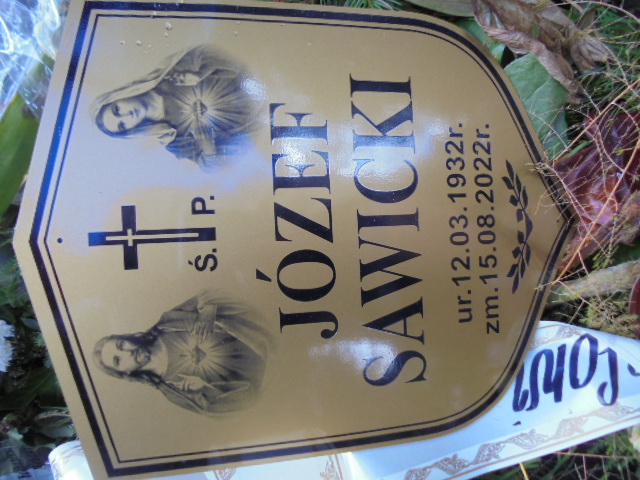 Ś. P.
JÓZEF
SAWICKI
ur.12.03.1932r.
zm.15.08.2022r.